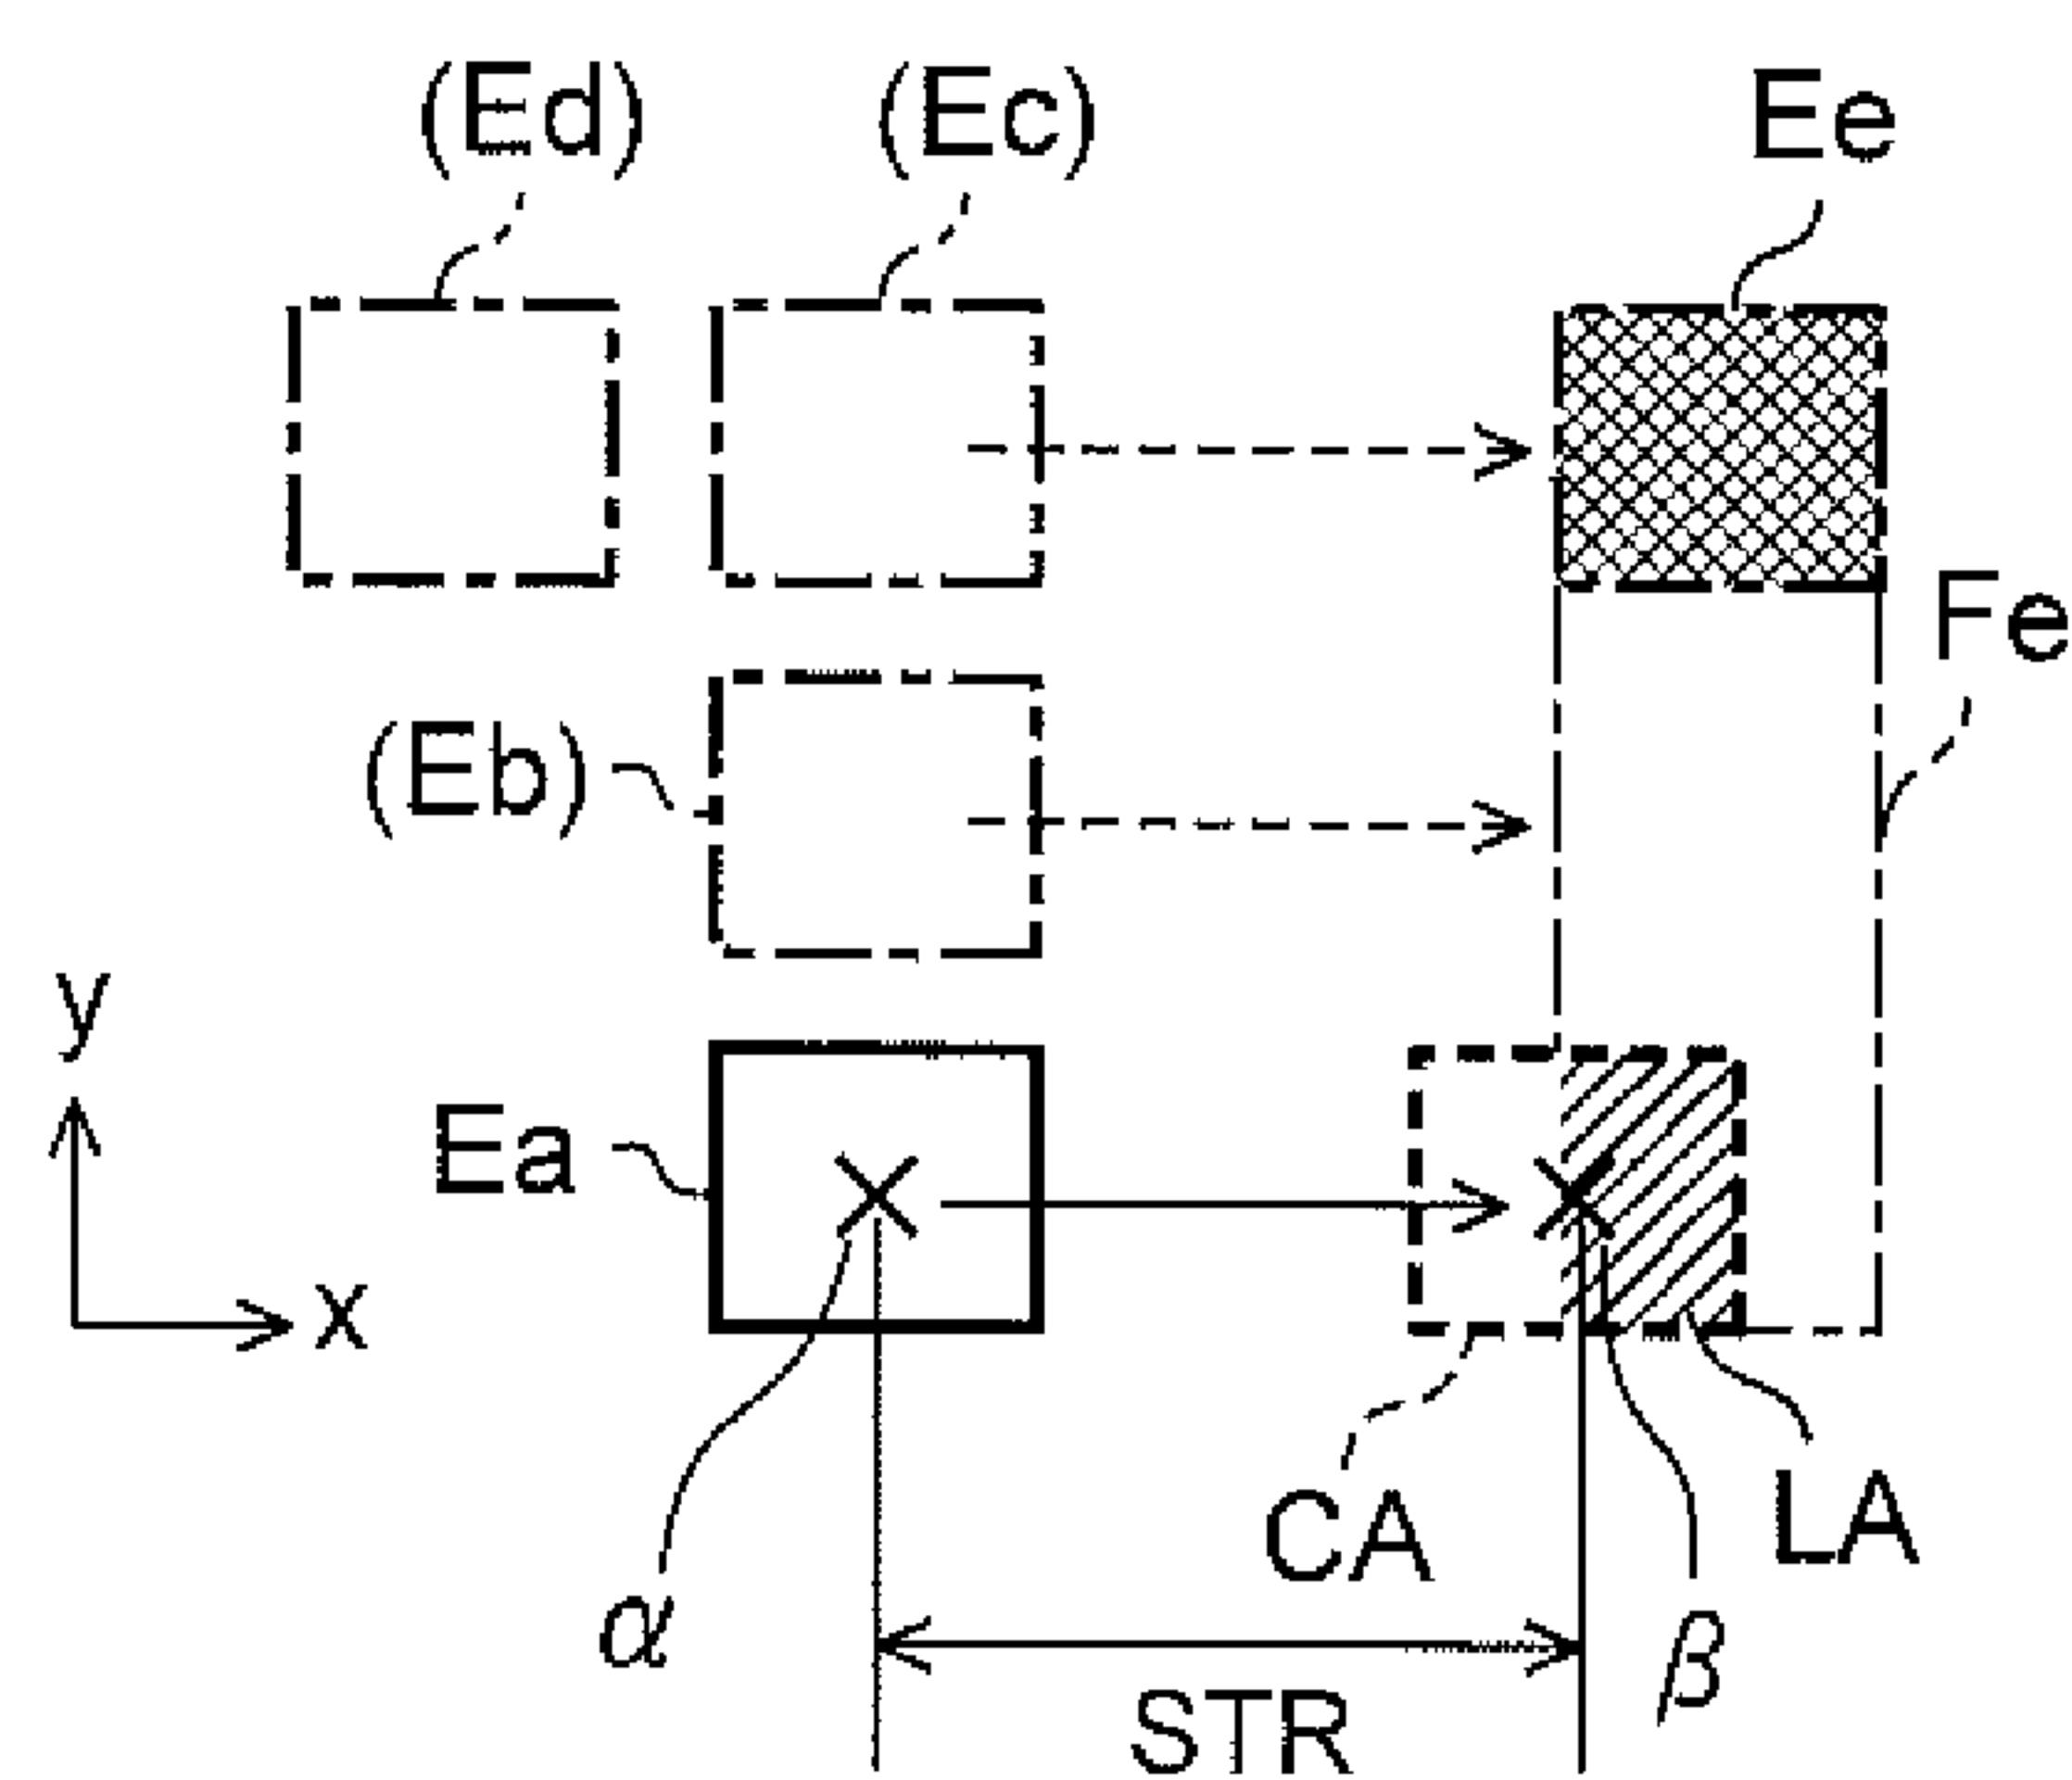 (Ed) (Ec) Ee
Fe
(Eb)
y
Ea
x
CA LA
α β
STR